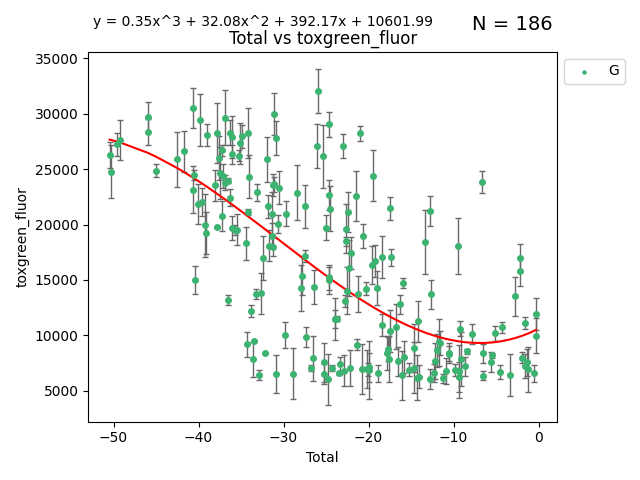 y = 0.35x^3 + 32.08x^2 + 392.17x + 10601.99
N = 186
Total vs toxgreen_fluor
G
35000
30000
25000
20000
15000
10000
5000
toxgreen_fluor
−50 −40 −30 −20 −10 0
Total